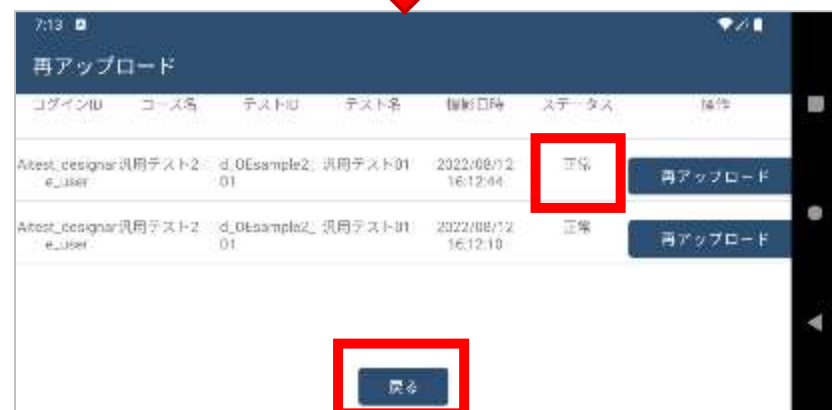 7:13
再アップロード
ログインID コース名 テストID テスト名 撮影日時 ステータス 操作
Aitest_designar 汎用テスト2 d_OEsample2_ 汎用テスト01 2022/08/12 正常 再アップロード
e_user 01 16:12:44
Aitest_designar 汎用テスト2 d_OEsample2_ 汎用テスト01 2022/08/12 正常 再アップロード
e_user 01 16:12:10
戻る